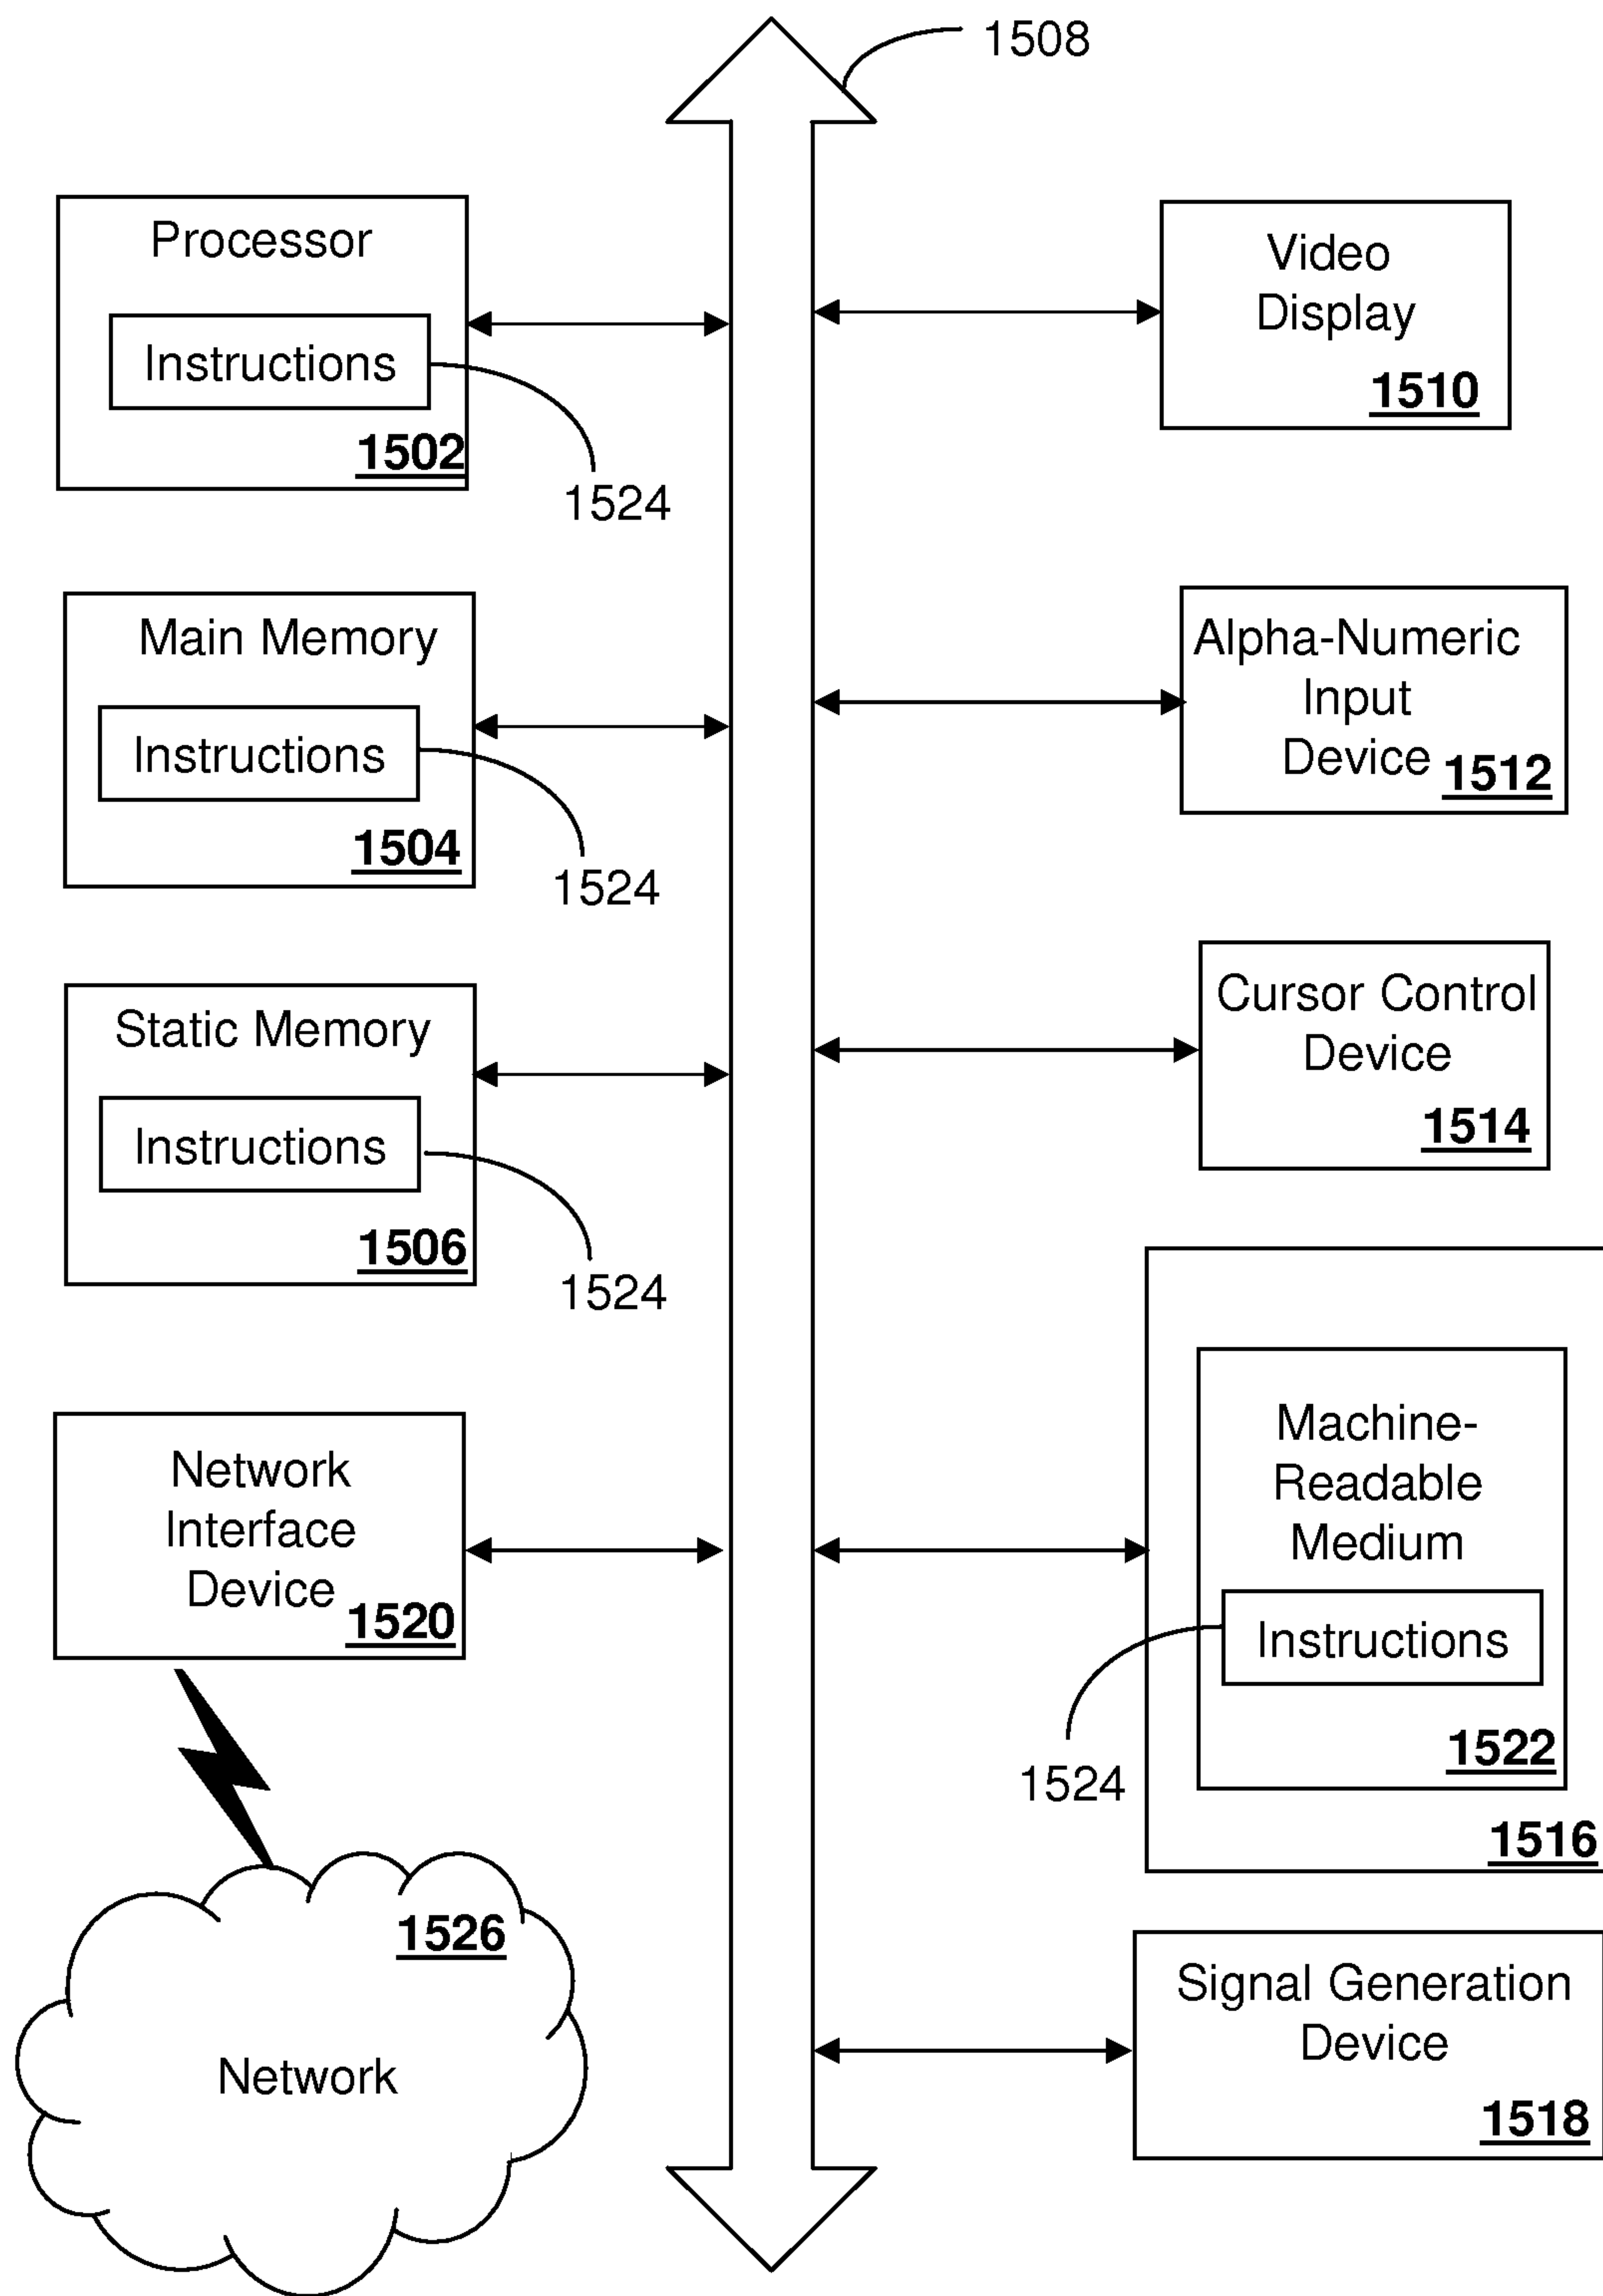 1508
Processor
Instructions
1502
1524
Main Memory
Instructions
1504
1524
Static Memory
Instructions
1506
1524
Network
Interface
Device
1520
1526
Network
Video
Display
1510
Alpha-Numeric
Input
Device 1512
Cursor Control
Device
1514
Machine-
Readable
Medium
Instructions
1522
1524
1516
Signal Generation
Device
1518